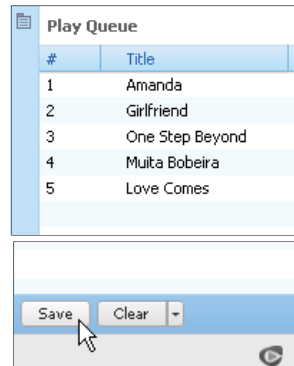 Play Queue
# Title
1 Amanda
2 Girlfriend
3 One Step Beyond
4 Muita Bobeira
5 Love Comes
Save Clear